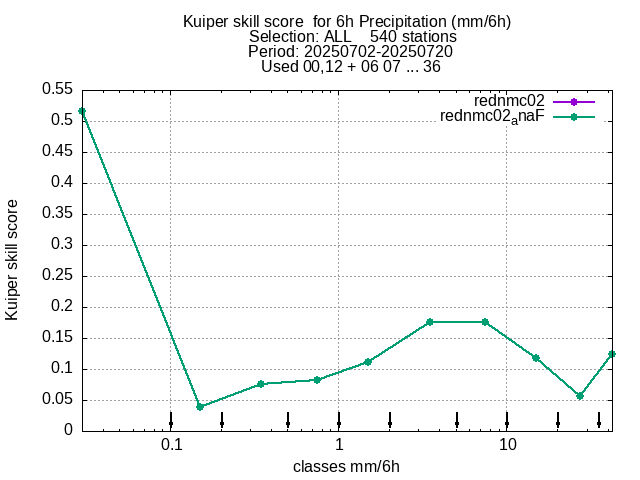 Kuiper skill score  for 6h Precipitation (mm/6h)
Selection: ALL    540 stations
Period: 20250702-20250720
Used 00,12 + 06 07 ... 36
rednmc02
rednmc02anaF
0.55
0.5
0.45
0.4
0.35
0.3
0.25
0.2
0.15
0.1
0.05
0
Kuiper skill score
0.1 1 10
classes mm/6h